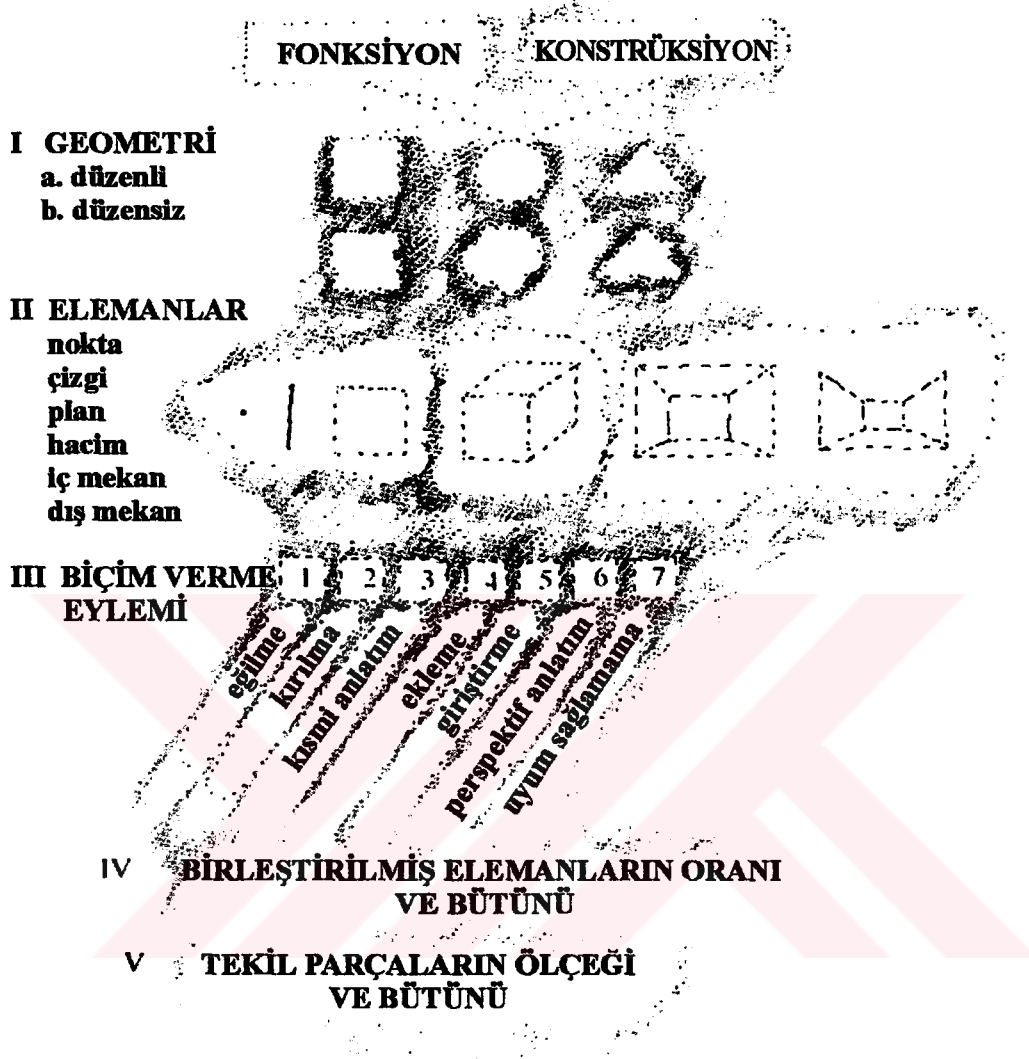 FONKSİYON KONSTRÜKSİYON
I GEOMETRİ
a. düzenli
b. düzensiz
II ELEMANLAR
nokta
çizgi
plan
hacim
iç mekan
dış mekan
III BİÇİM VERME
EYLEMİ
1 2 3 4 5 6 7
eğilme
kırılma
kısmi anlatım
ekleme
giriştirme
perspektif anlatım
uyum sağlamama
IV BİRLEŞTİRİLMİŞ ELEMANLARIN ORANI
VE BÜTÜNÜ
V TEKİL PARÇALARIN ÖLÇEĞİ
VE BÜTÜNÜ